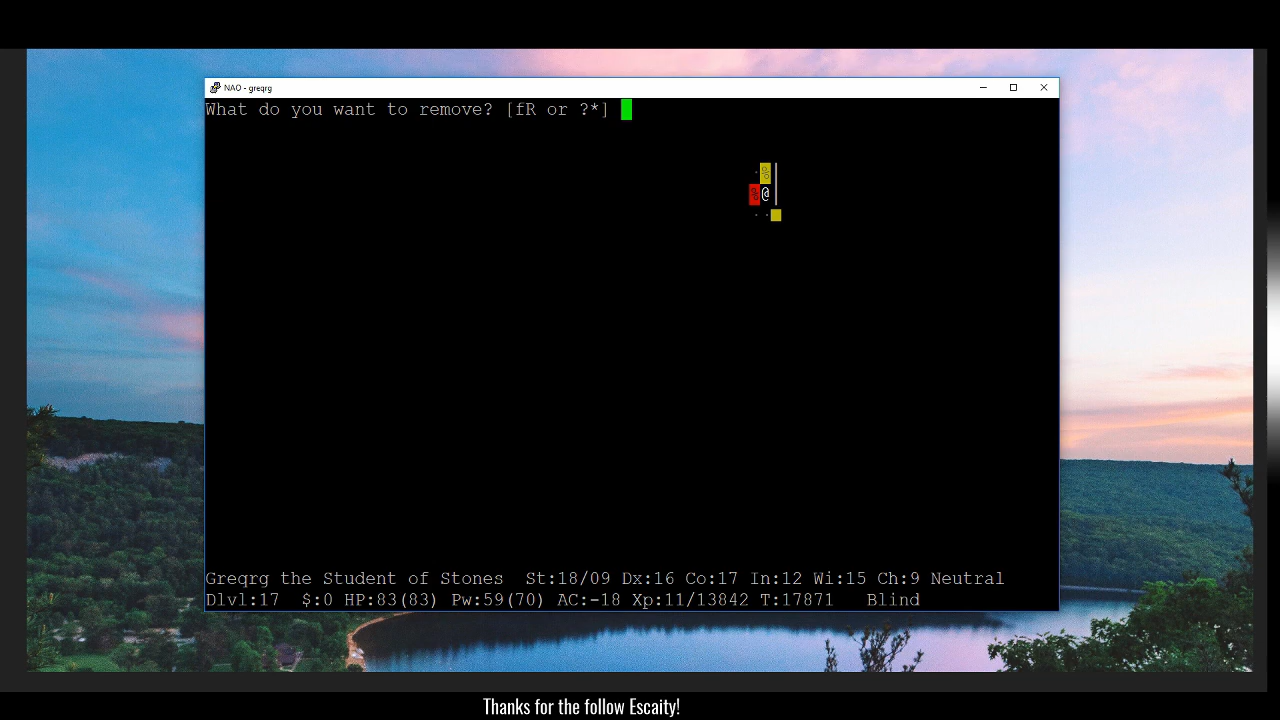 NAO - greqrg
What do you want to remove? [fR or ?*]
. % |
% @ |
. .
Greqrg the Student of Stones St:18/09 Dx:16 Co:17 In:12 Wi:15 Ch:9 Neutral
Dlvl:17 $:0 HP:83(83) Pw:59(70) AC:-18 Xp:11/13842 T:17871 Blind
Thanks for the follow Escaity!